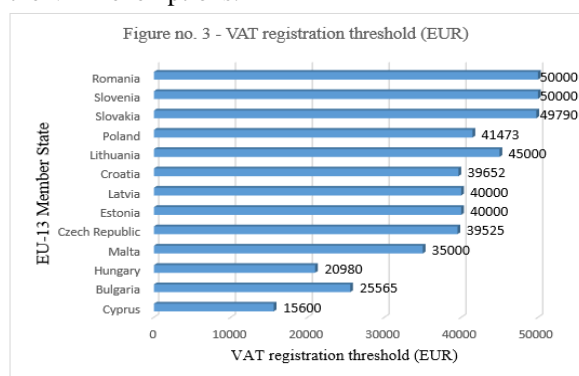 Figure no. 3 - VAT registration threshold (EUR)
EU-13 Member State
Romania 50000
Slovenia 50000
Slovakia 49790
Poland 41473
Lithuania 45000
Croatia 39652
Latvia 40000
Estonia 40000
Czech Republic 39525
Malta 35000
Hungary 20980
Bulgaria 25565
Cyprus 15600
0 10000 20000 30000 40000 50000
VAT registration threshold (EUR)